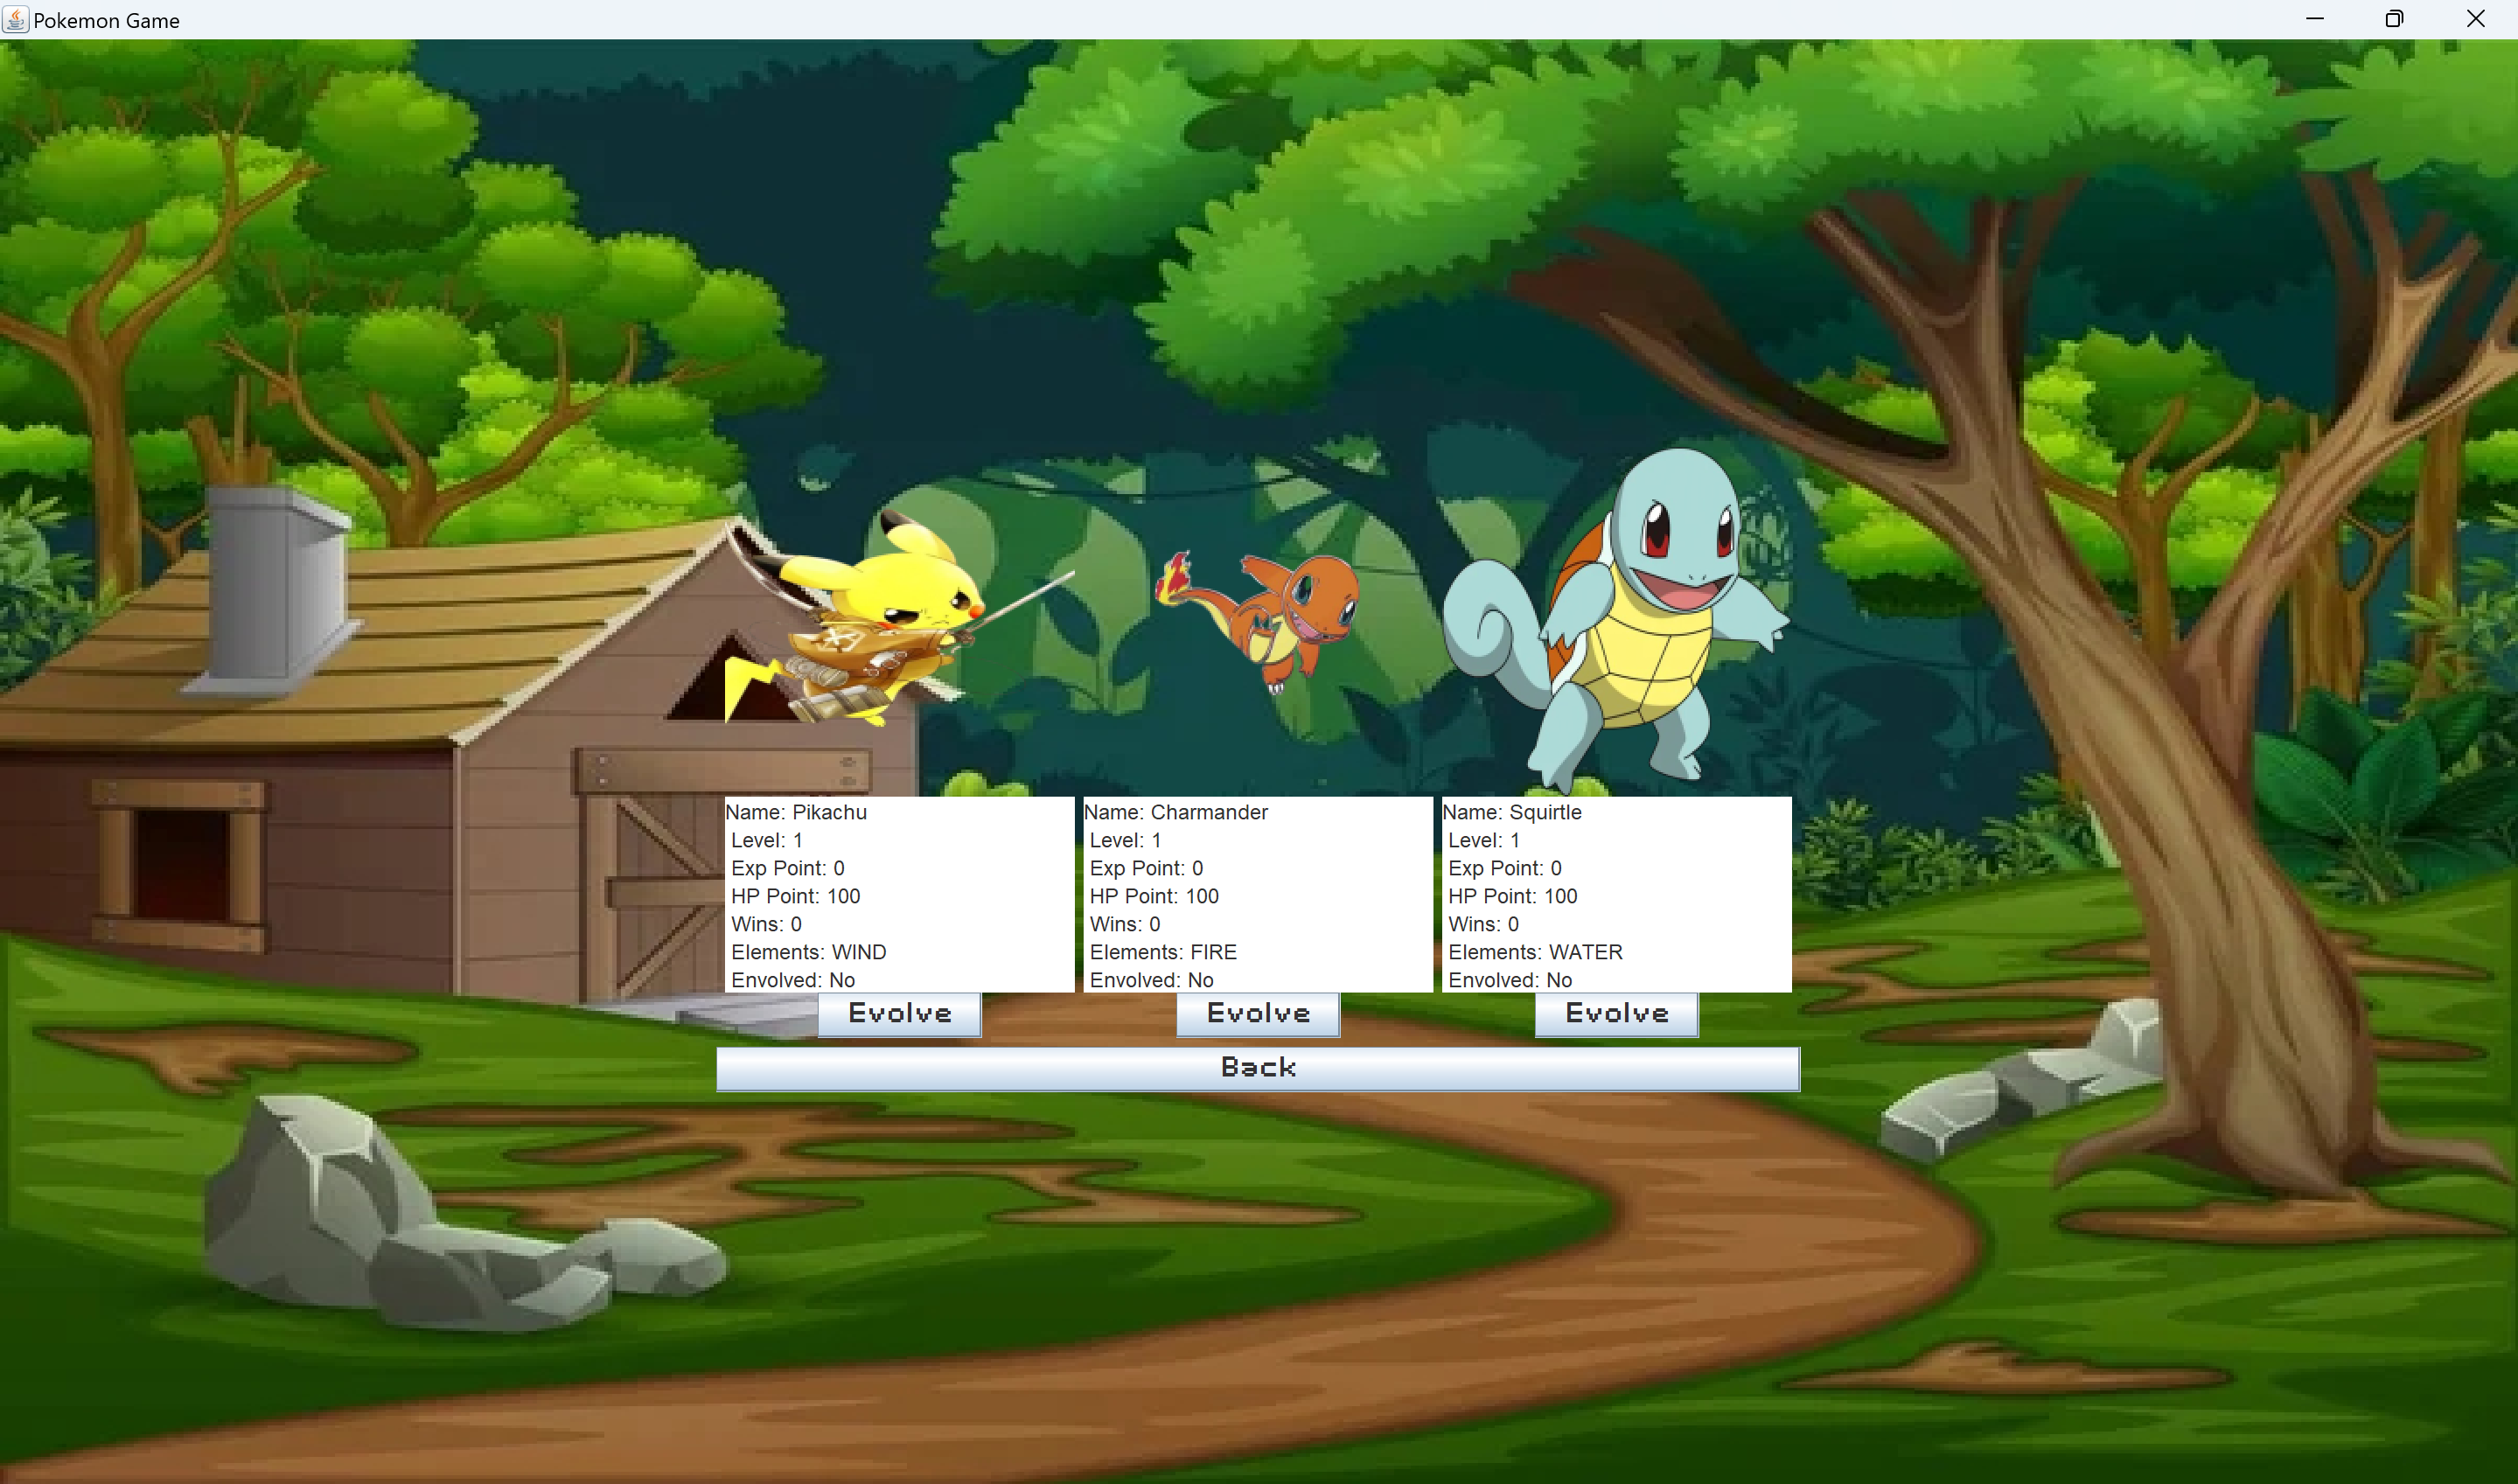 Pokemon Game
Name: Pikachu
Level: 1
Exp Point: 0
HP Point: 100
Wins: 0
Elements: WIND
Envolved: No
Evolve
Name: Charmander
Level: 1
Exp Point: 0
HP Point: 100
Wins: 0
Elements: FIRE
Envolved: No
Evolve
Name: Squirtle
Level: 1
Exp Point: 0
HP Point: 100
Wins: 0
Elements: WATER
Envolved: No
Evolve
Back